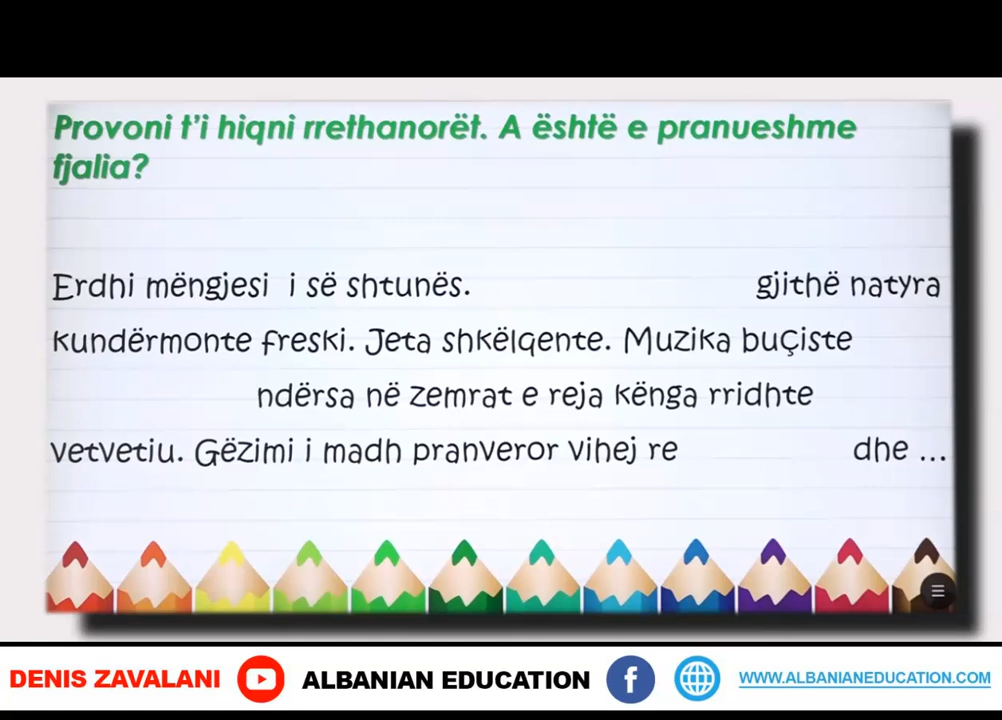 Provoni t'i hiqni rrethanorët. A është e pranueshme
fjalia?
Erdhi mëngjesi i së shtunës. gjithë natyra
kundërmonte freski. Jeta shkëlqente. Muzika buçiste
ndërsa në zemrat e reja kënga rridhte
vetvetiu. Gëzimi i madh pranveror vihej re dhe ...
DENIS ZAVALANI ALBANIAN EDUCATION f WWW.ALBANIANEDUCATION.COM